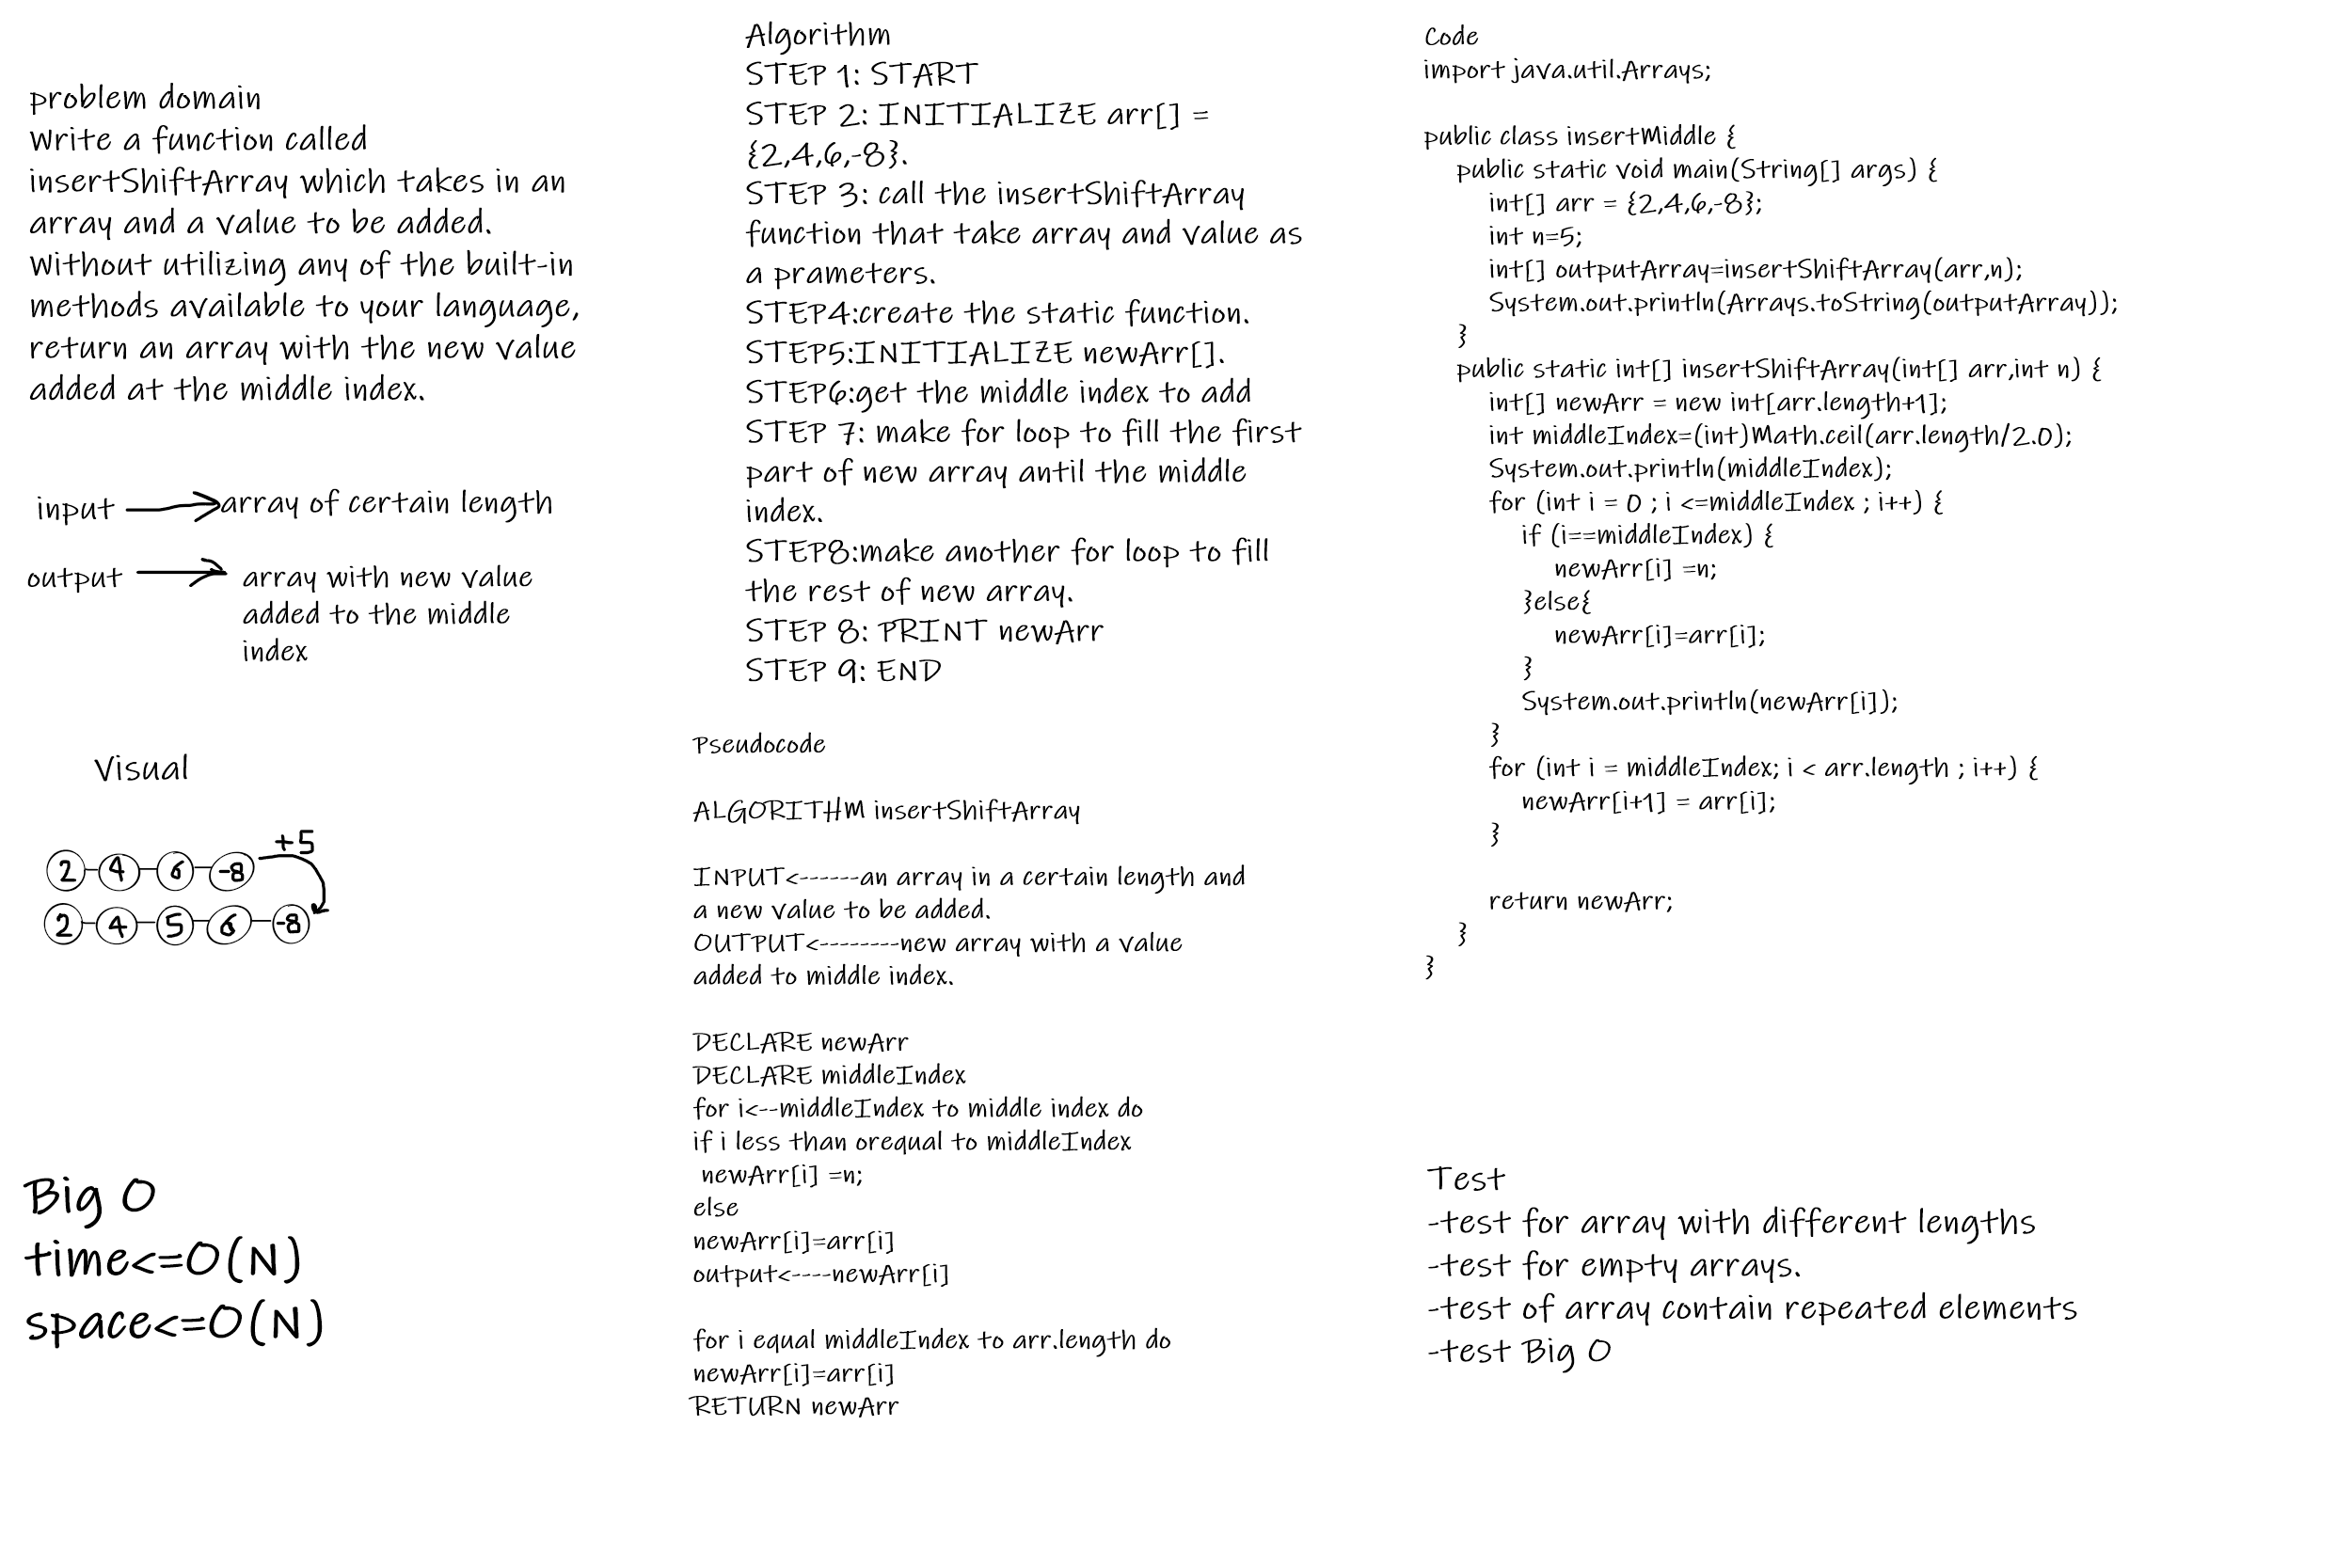 problem domain
Write a function called
insertShiftArray which takes in an
array and a value to be added.
Without utilizing any of the built-in
methods available to your language,
return an array with the new value
added at the middle index.
input
array of certain length
output
array with new value
added to the middle
index
Visual
+5
2 4 6 -8
2 4 5 6 -8
Big O
time<=O(N)
space<=O(N)
Algorithm
STEP 1: START
STEP 2: INITIALIZE arr[] =
{2,4,6,-8}.
STEP 3: call the insertShiftArray
function that take array and value as
a prameters.
STEP4:create the static function.
STEP5:INITIALIZE newArr[].
STEP6:get the middle index to add
STEP 7: make for loop to fill the first
part of new array antil the middle
index.
STEP8:make another for loop to fill
the rest of new array.
STEP 8: PRINT newArr
STEP 9: END
Pseudocode
ALGORITHM insertShiftArray
INPUT<------an array in a certain length and
a new value to be added.
OUTPUT<--------new array with a value
added to middle index.
DECLARE newArr
DECLARE middleIndex
for i<--middleIndex to middle index do
if i less than orequal to middleIndex
newArr[i] =n;
else
newArr[i]=arr[i]
output<----newArr[i]
for i equal middleIndex to arr.length do
newArr[i]=arr[i]
RETURN newArr
Code
import java.util.Arrays;
public class insertMiddle {
public static void main(String[] args) {
int[] arr = {2,4,6,-8};
int n=5;
int[] outputArray=insertShiftArray(arr,n);
System.out.println(Arrays.toString(outputArray));
}
public static int[] insertShiftArray(int[] arr,int n) {
int[] newArr = new int[arr.length+1];
int middleIndex=(int)Math.ceil(arr.length/2.0);
System.out.println(middleIndex);
for (int i = 0 ; i <=middleIndex ; i++) {
if (i==middleIndex) {
newArr[i] =n;
}else{
newArr[i]=arr[i];
}
System.out.println(newArr[i]);
}
for (int i = middleIndex; i < arr.length ; i++) {
newArr[i+1] = arr[i];
}
return newArr;
}
}
Test
-test for array with different lengths
-test for empty arrays.
-test of array contain repeated elements
-test Big O